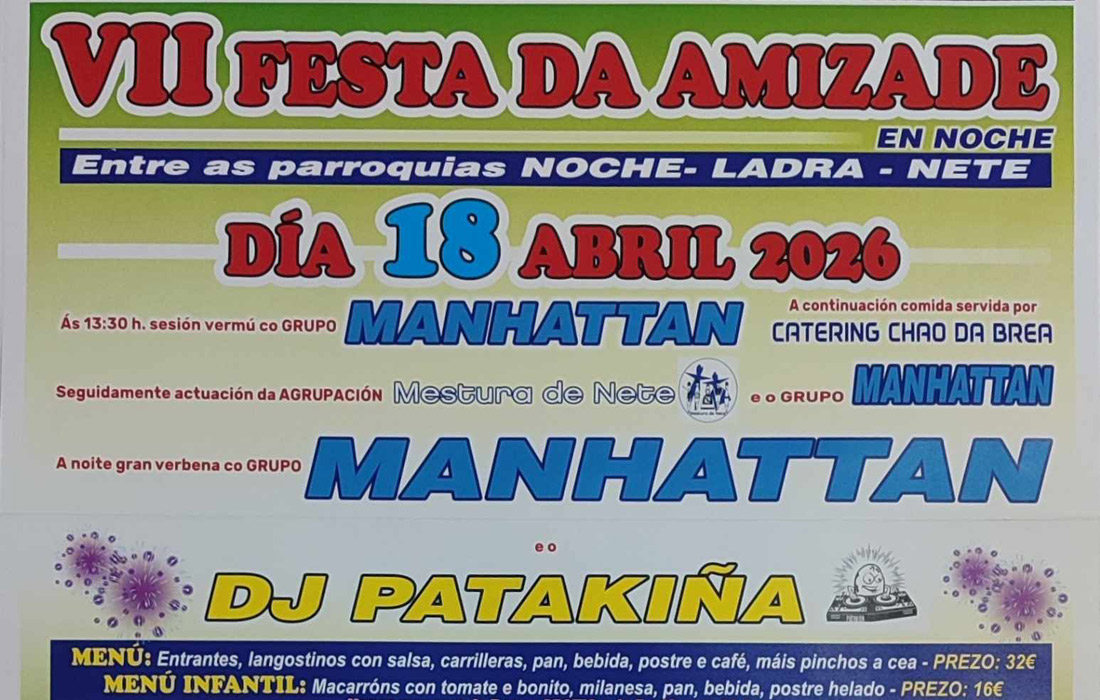 VII FESTA DA AMIZADE
EN NOCHE
Entre as parroquias NOCHE- LADRA - NETE
DÍA 18 ABRIL 2026
Ás 13:30 h. sesión vermú co GRUPO MANHATTAN
A continuación comida servida por
CATERING CHAO DA BREA
Seguidamente actuación da AGRUPACIÓN Mestura de Nete e o GRUPO MANHATTAN
A noite gran verbena co GRUPO MANHATTAN
e o
DJ PATAKIÑA
MENÚ: Entrantes, langostinos con salsa, carrilleras, pan, bebida, postre e café, máis pinchos a cea - PREZO: 32€
MENÚ INFANTIL: Macarróns con tomate e bonito, milanesa, pan, bebida, postre helado - PREZO: 16€